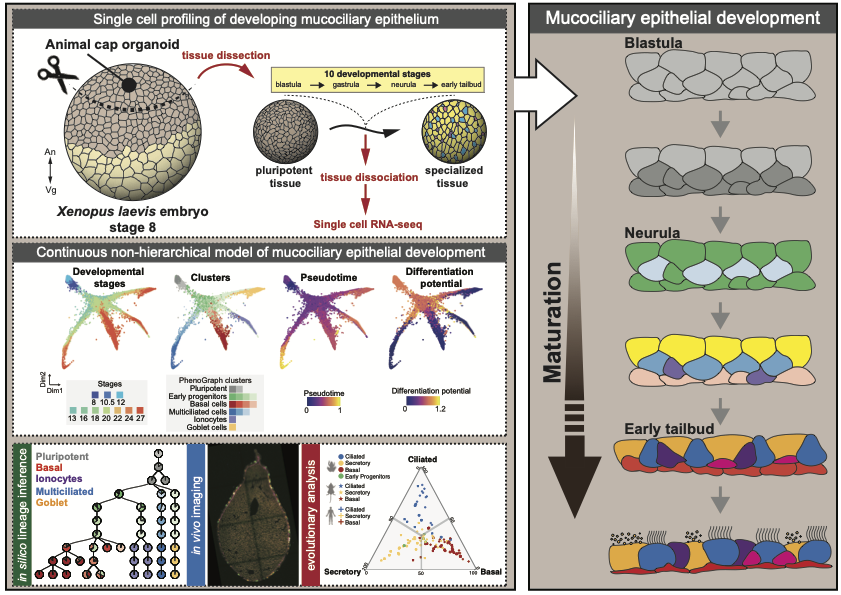 Single cell profiling of developing mucociliary epithelium
Animal cap organoid
tissue dissection
10 developmental stages
blastula gastrula neurula early tailbud
An
Vg
pluripotent
tissue
specialized
tissue
tissue dissociation
Single cell RNA-seq
Xenopus laevis embryo
stage 8
Continuous non-hierarchical model of mucociliary epithelial development
Developmental
stages
Clusters
Pseudotime
Differentiation
potential
Dim2
Dim1
Stages
8 10.5 12
13 16 18 20 22 24 27
PhenoGraph clusters
Pluripotent
Early progenitors
Basal cells
Multiciliated cells
Ionocytes
Goblet cells
Pseudotime
0 1
Differentiation potential
0 1.2
in silico lineage inference
Pluripotent
Basal
Ionocytes
Multiciliated
Goblet
in vivo imaging
evolutionary analysis
Ciliated
Secretory
Basal
Early Progenitors
Ciliated
Secretory
Basal
Ciliated
Secretory
Basal
Ciliated
Secretory
Basal
100
50
50
100
50
100
Mucociliary epithelial development
Blastula
Neurula
Early tailbud
Maturation